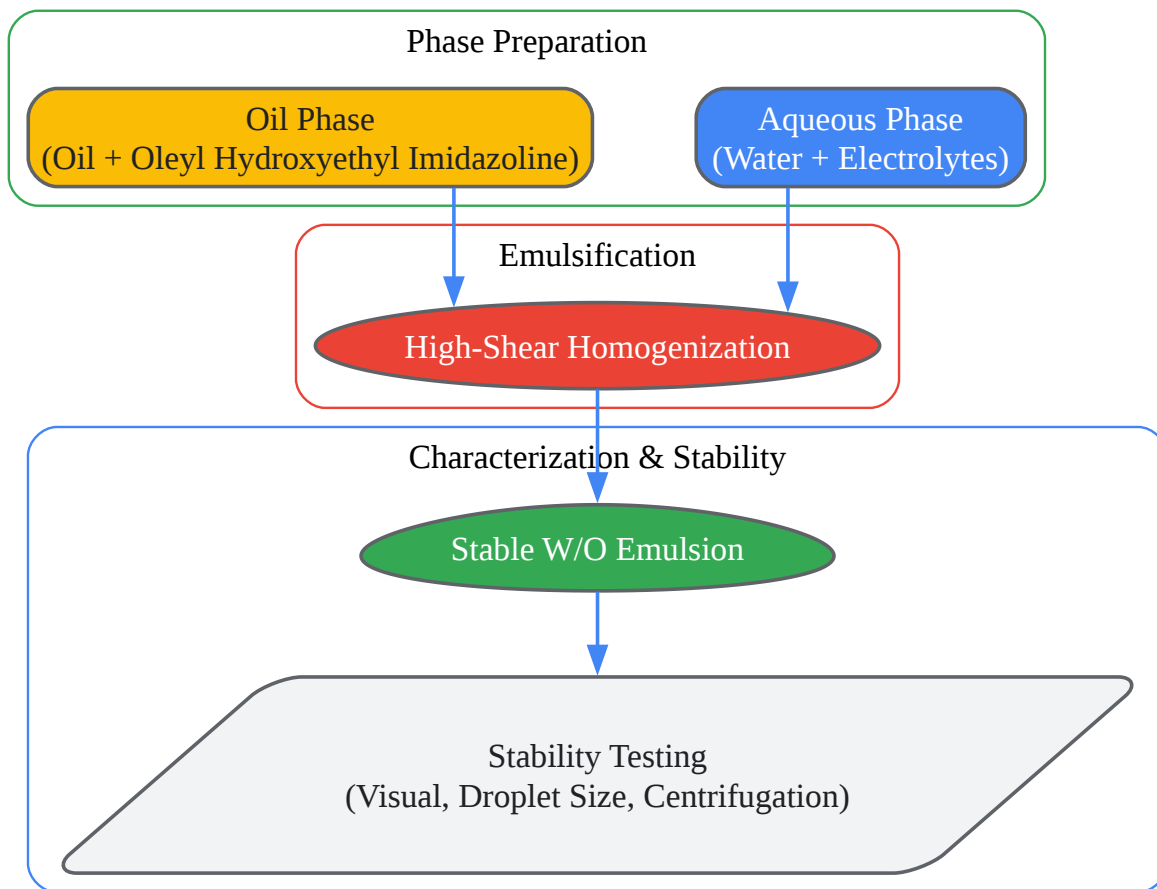 Phase Preparation
Oil Phase
(Oil + Oleyl Hydroxyethyl Imidazoline)
Aqueous Phase
(Water + Electrolytes)
Emulsification
High-Shear Homogenization
Characterization & Stability
Stable W/O Emulsion
Stability Testing
(Visual, Droplet Size, Centrifugation)